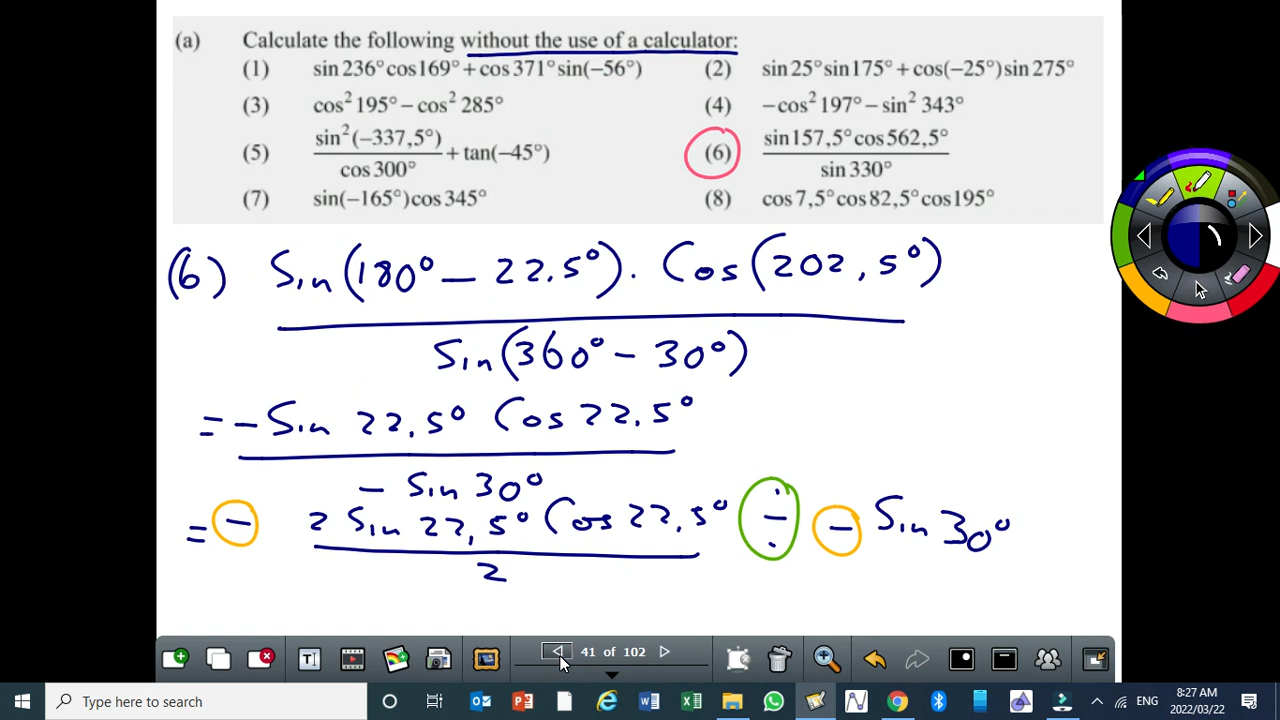 (a) Calculate the following without the use of a calculator:
(1) sin 236° cos 169° + cos 371° sin(−56°) (2) sin 25° sin 175° + cos(−25°) sin 275°
(3) cos² 195° − cos² 285° (4) −cos² 197° − sin² 343°
(5) sin²(−337,5°) / cos 300° + tan(−45°) (6) sin 157,5° cos 562,5° / sin 330°
(7) sin(−165°) cos 345° (8) cos 7,5° cos 82,5° cos 195°
(6) Sin(180° − 22,5°) . Cos(202,5°)
Sin(360° − 30°)
= − Sin 22,5° Cos 22,5°
− Sin 30°
= − 2 Sin 22,5° Cos 22,5° ÷ − Sin 30°
2
41 of 102
Type here to search
ENG
8:27 AM
2022/03/22